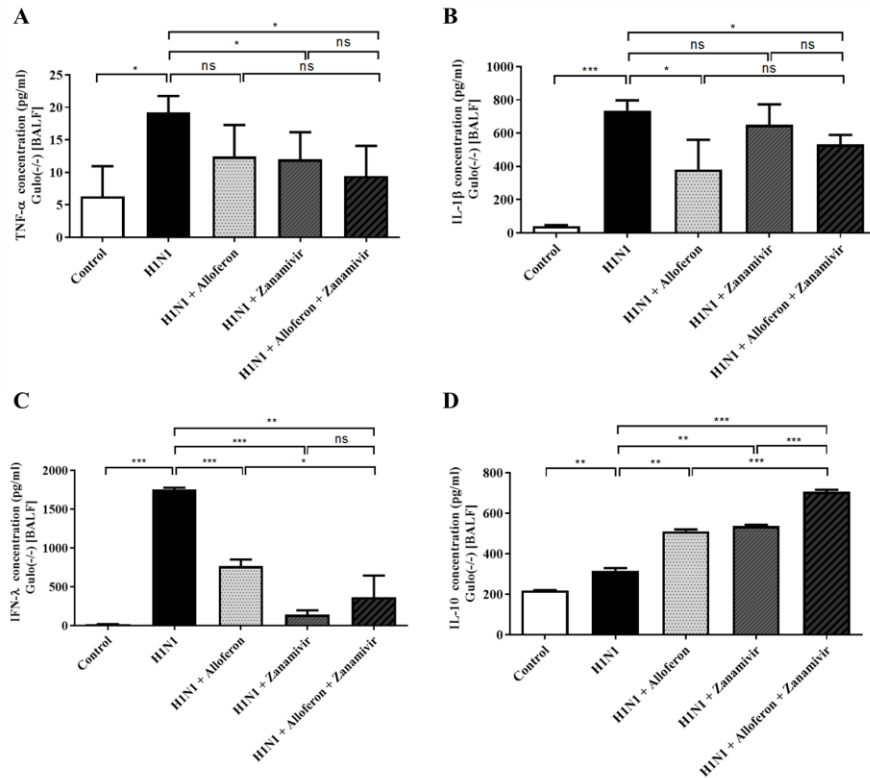 A
*
*
ns
*
ns
ns
TNF-α concentration (pg/ml)
Gulo(-/-) [BALF]
25
20
15
10
5
0
Control
H1N1
H1N1 + Alloferon
H1N1 + Zanamivir
H1N1 + Alloferon + Zanamivir
B
*
ns
ns
***
*
ns
IL-1β concentration (pg/ml)
Gulo(-/-) [BALF]
1000
800
600
400
200
0
Control
H1N1
H1N1 + Alloferon
H1N1 + Zanamivir
H1N1 + Alloferon + Zanamivir
C
**
***
ns
***
***
*
IFN-λ concentration (pg/ml)
Gulo(-/-) [BALF]
2000
1500
1000
500
0
Control
H1N1
H1N1 + Alloferon
H1N1 + Zanamivir
H1N1 + Alloferon + Zanamivir
D
***
**
***
**
**
***
IL-10 concentration (pg/ml)
Gulo(-/-) [BALF]
800
600
400
200
0
Control
H1N1
H1N1 + Alloferon
H1N1 + Zanamivir
H1N1 + Alloferon + Zanamivir